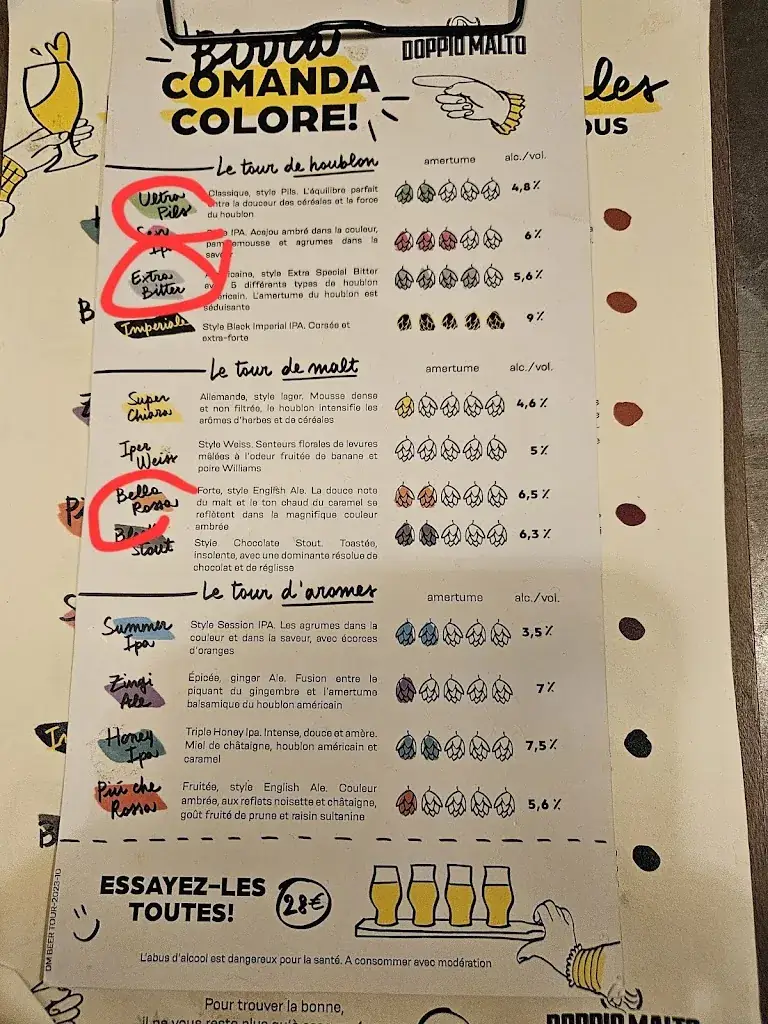 Birra
DOPPIO MALTO
COMANDA
COLORE!
Le tour de houblon amertume alc./vol.
Ultra
Pils
Classique, style Pils. L'équilibre parfait
entre la douceur des céréales et la force
du houblon
4,8 %
IPA. Acajou ambré dans la couleur,
pamplemousse et agrumes dans la
6 %
Extra
Bitter
style Extra Special Bitter
5 différents types de houblon
L'amertume du houblon est
séduisante
5,6 %
Imperial
Style Black Imperial IPA. Corsée et
extra-forte
9 %
Le tour de malt amertume alc./vol.
Super
Chiara
Allemande, style lager. Mousse dense
et non filtrée, le houblon intensifie les
arômes d'herbes et de céréales
4,6 %
Iper
Weiss
Style Weiss. Senteurs florales de levures
mêlées à l'odeur fruitée de banane et
poire Williams
5 %
Bella
Rossa
Forte, style English Ale. La douce note
du malt et le ton chaud du caramel se
reflètent dans la magnifique couleur
ambrée
6,5 %
Stout
Style Chocolate Stout. Toastée,
insolente, avec une dominante résolue de
chocolat et de réglisse
6,3 %
Le tour d'aromes amertume alc./vol.
Summer
Ipa
Style Session IPA. Les agrumes dans la
couleur et dans la saveur, avec écorces
d'oranges
3,5 %
Zingi
Ale
Épicée, ginger Ale. Fusion entre le
piquant du gingembre et l'amertume
balsamique du houblon américain
7 %
Honey
Ipa
Triple Honey Ipa. Intense, douce et amère.
Miel de châtaigne, houblon américain et
caramel
7,5 %
Più che
Rossa
Fruitée, style English Ale. Couleur
ambrée, aux reflets noisette et châtaigne,
goût fruité de prune et raisin sultanine
5,6 %
ESSAYEZ-LES
TOUTES!
28€
L'abus d'alcool est dangereux pour la santé. A consommer avec modération
DM BEER TOUR-2023-10
les
OUS
Pour trouver la bonne,
DOPPIO MALTO